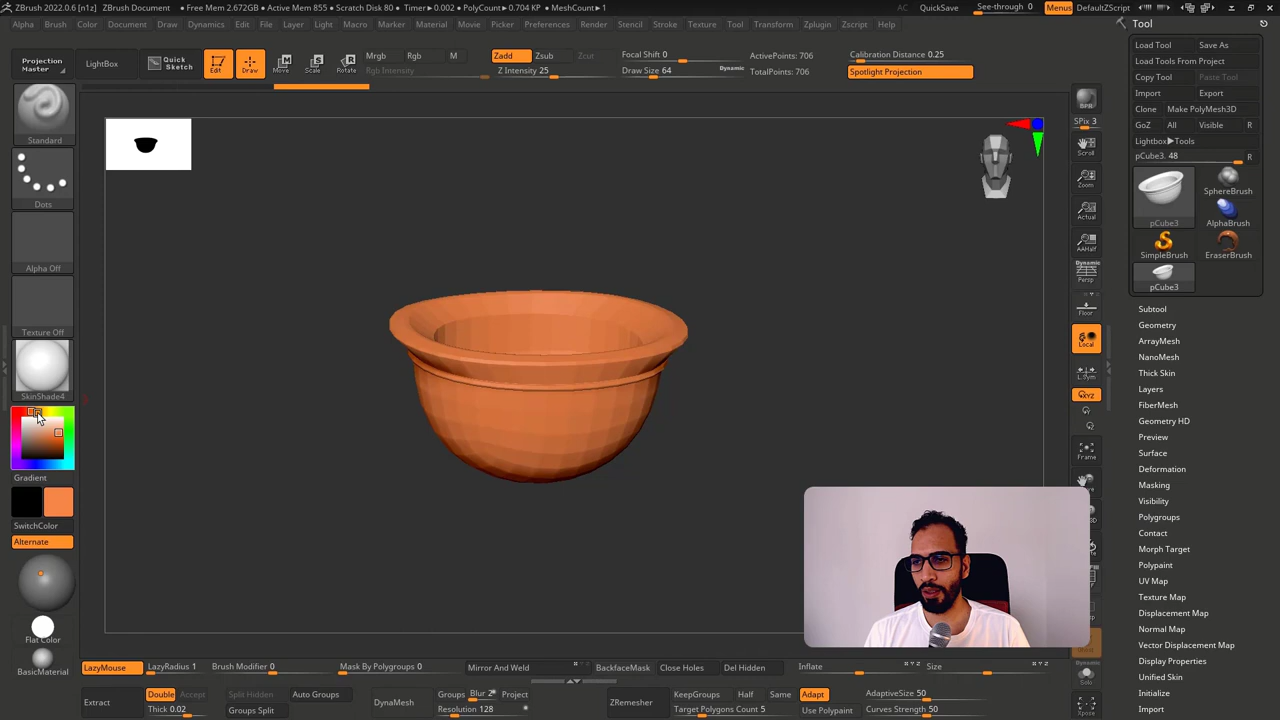 ZBrush 2022.0.6 [n1z] ZBrush Document • Free Mem 2.672GB • Active Mem 855 • Scratch Disk 80 • Timer▶0.002 • PolyCount▶0.704 KP • MeshCount▶1 AC QuickSave See-through 0 Menus DefaultZScript
Alpha Brush Color Document Draw Dynamics Edit File Layer Light Macro Marker Material Movie Picker Preferences Render Stencil Stroke Texture Tool Transform Zplugin Zscript Help
Tool
Load Tool Save As
Load Tools From Project
Copy Tool Paste Tool
Import Export
Clone Make PolyMesh3D
GoZ All Visible R
Lightbox▶Tools
pCube3. 48 R
pCube3 SphereBrush
AlphaBrush
SimpleBrush EraserBrush
pCube3
Subtool
Geometry
ArrayMesh
NanoMesh
Thick Skin
Layers
FiberMesh
Geometry HD
Preview
Surface
Deformation
Masking
Visibility
Polygroups
Contact
Morph Target
Polypaint
UV Map
Texture Map
Displacement Map
Normal Map
Vector Displacement Map
Display Properties
Unified Skin
Initialize
Import
Projection Master
LightBox
Quick Sketch
Edit Draw Move Scale Rotate
Mrgb Rgb M
Rgb Intensity
Zadd Zsub Zcut
Z Intensity 25
Focal Shift 0
Draw Size 64 Dynamic
ActivePoints: 706
TotalPoints: 706
Calibration Distance 0.25
Spotlight Projection
Standard
Dots
Alpha Off
Texture Off
SkinShade4
Gradient
SwitchColor
Alternate
Flat Color
BasicMaterial
BPR
SPix 3
Scroll
Zoom
Actual
AAHalf
Dynamic
Persp
Floor
Local
L.Sym
XYZ
Frame
Dynamic
Solo
Xpose
LazyMouse LazyRadius 1 Brush Modifier 0 Mask By Polygroups 0 Mirror And Weld BackfaceMask Close Holes Del Hidden Inflate Size
Extract Double Accept Split Hidden Auto Groups DynaMesh Groups Blur 2 Project ZRemesher KeepGroups Half Same Adapt AdaptiveSize 50
Thick 0.02 Groups Split Resolution 128 Target Polygons Count 5 Use Polypaint Curves Strength 50